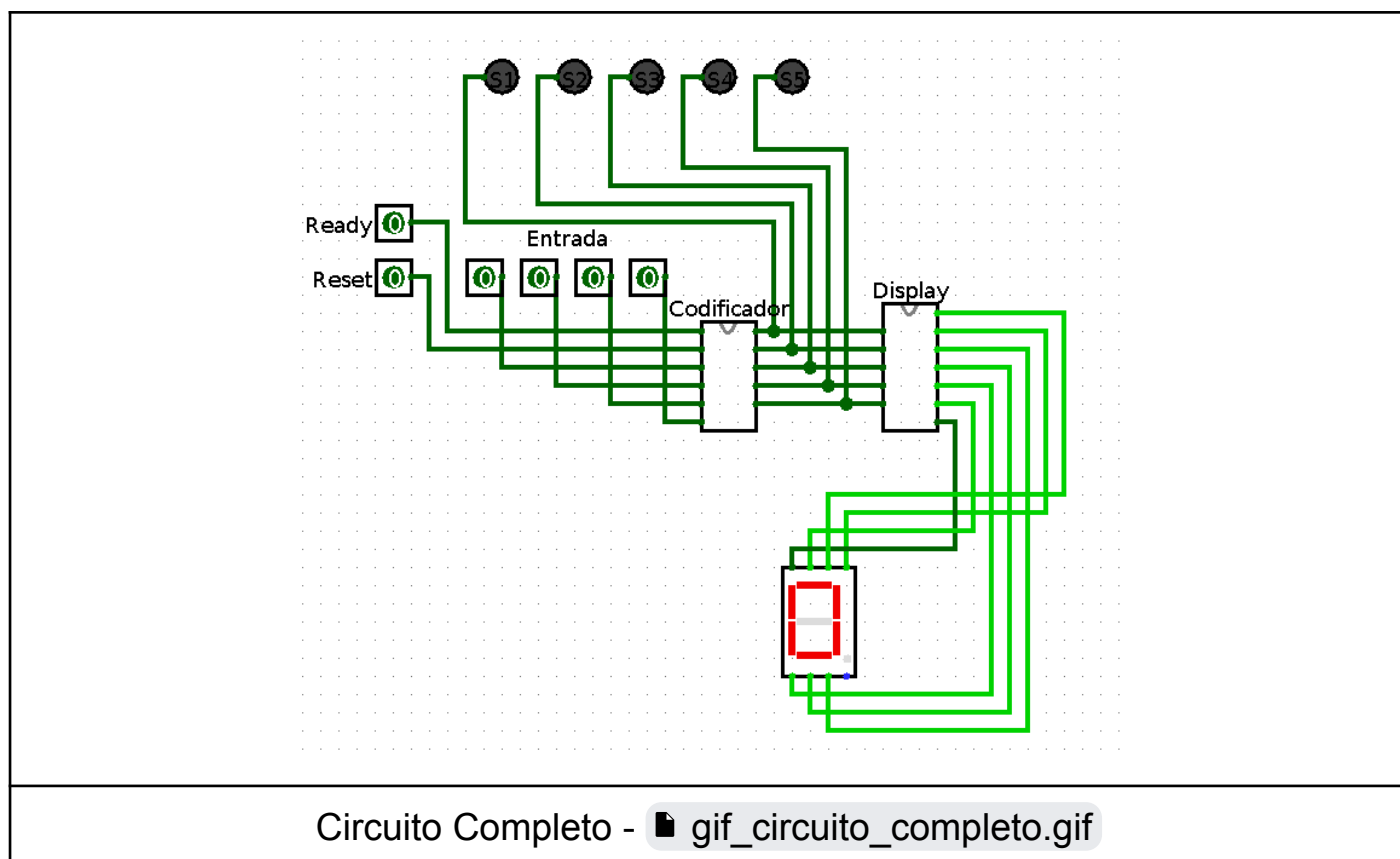 S1 S2 S3 S4 S5
Ready 0
Entrada
Reset 0 0 0 0 0
Codificador
Display
Circuito Completo - gif_circuito_completo.gif